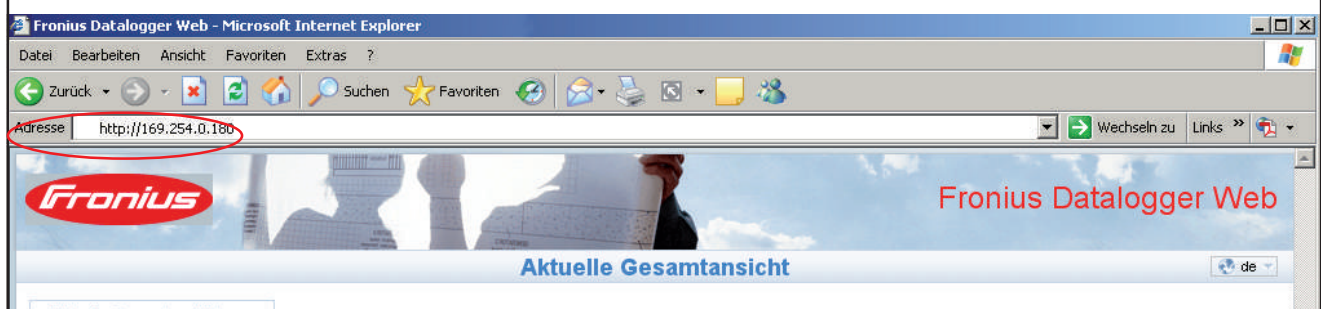 Fronius Datalogger Web - Microsoft Internet Explorer
Datei Bearbeiten Ansicht Favoriten Extras ?
Zurück Suchen Favoriten
Adresse http://169.254.0.180 Wechseln zu Links »
Fronius Fronius Datalogger Web
Aktuelle Gesamtansicht de